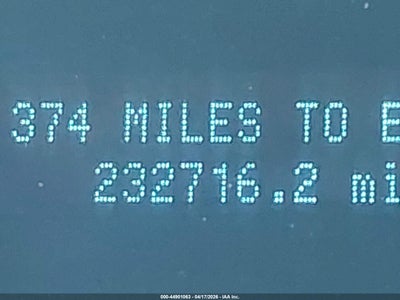 374 MILES TO E
232716.2 mi
000-44901063 - 04/17/2026 - IAA Inc.